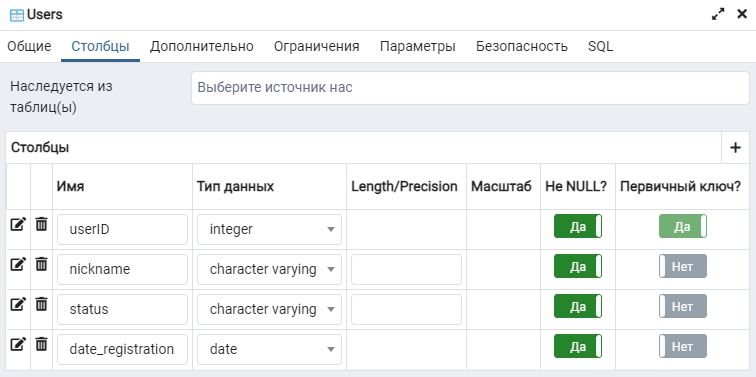 Users
Общие Столбцы Дополнительно Ограничения Параметры Безопасность SQL
Наследуется из
таблиц(ы)
Выберите источник нас
Столбцы
Имя Тип данных Length/Precision Масштаб Не NULL? Первичный ключ?
userID integer Да Да
nickname character varying Да Нет
status character varying Да Нет
date_registration date Да Нет